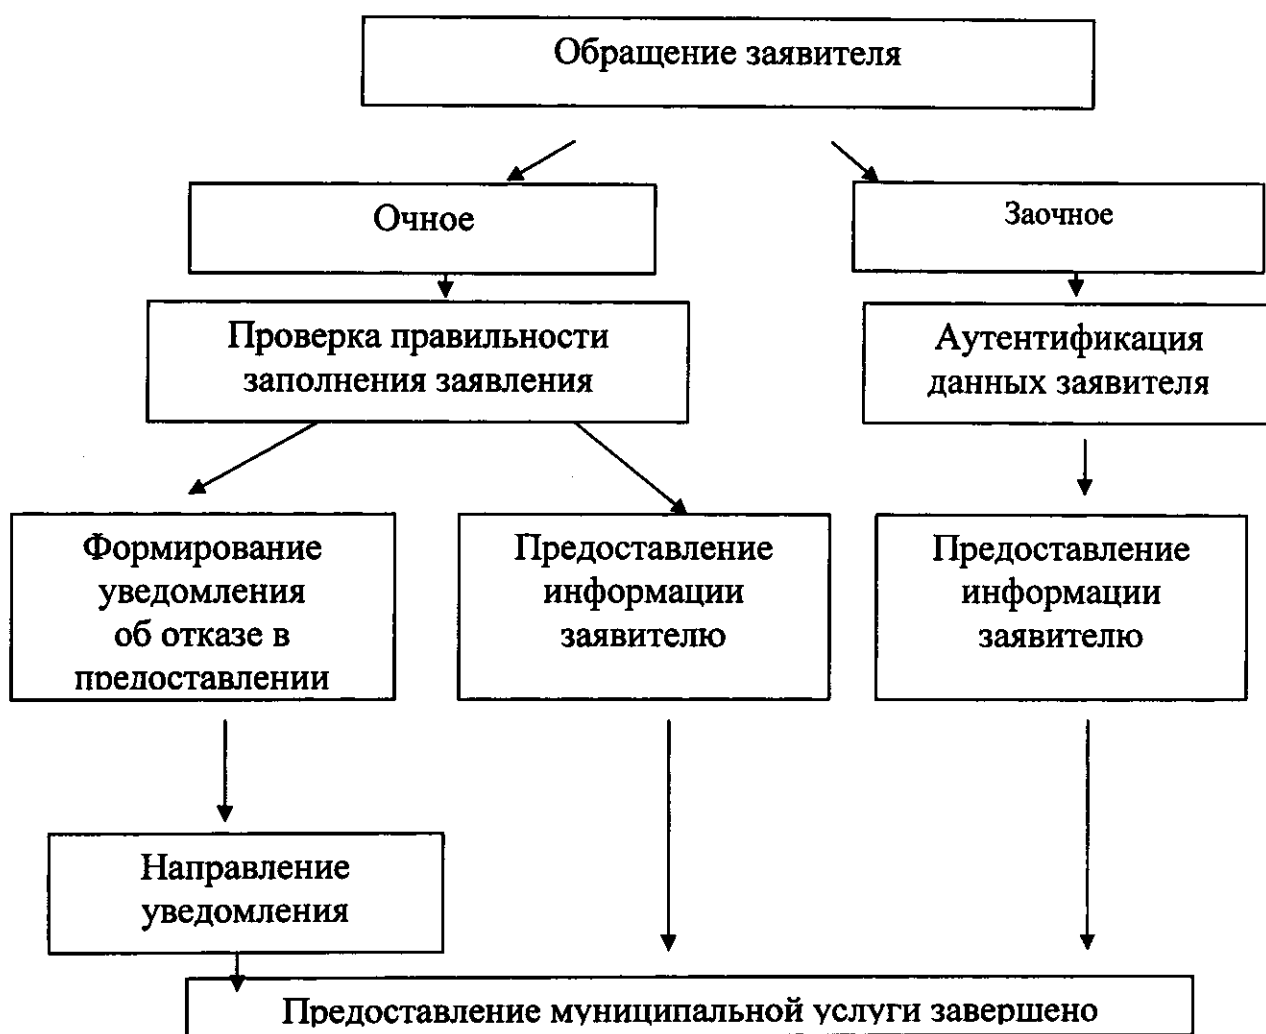 Обращение заявителя
Очное
Заочное
Проверка правильности
заполнения заявления
Аутентификация
данных заявителя
Формирование
уведомления
об отказе в
предоставлении
Предоставление
информации
заявителю
Предоставление
информации
заявителю
Направление
уведомления
Предоставление муниципальной услуги завершено